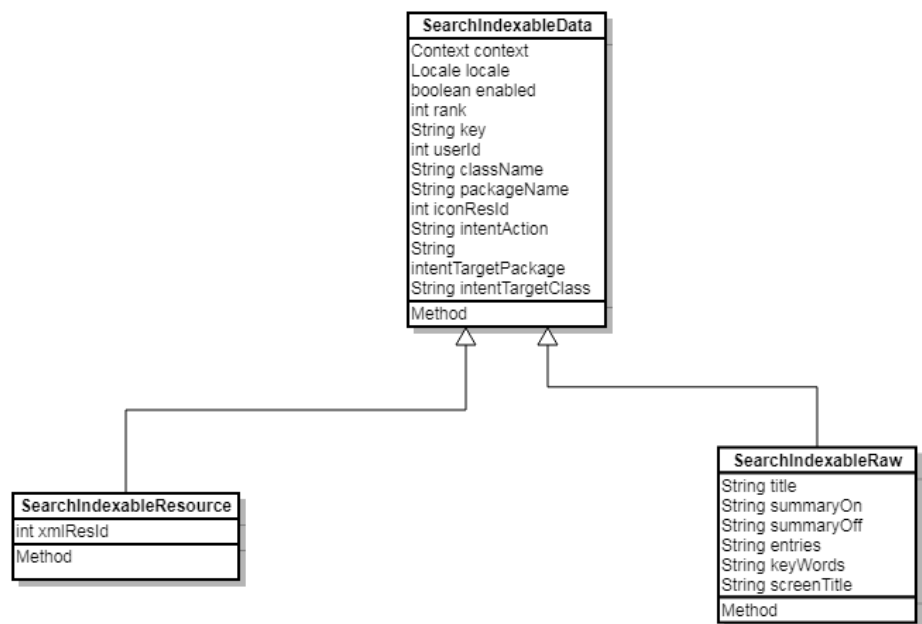 SearchIndexableData
Context context
Locale locale
boolean enabled
int rank
String key
int userId
String className
String packageName
int iconResId
String intentAction
String
intentTargetPackage
String intentTargetClass
Method
SearchIndexableResource
int xmlResId
Method
SearchIndexableRaw
String title
String summaryOn
String summaryOff
String entries
String keyWords
String screenTitle
Method